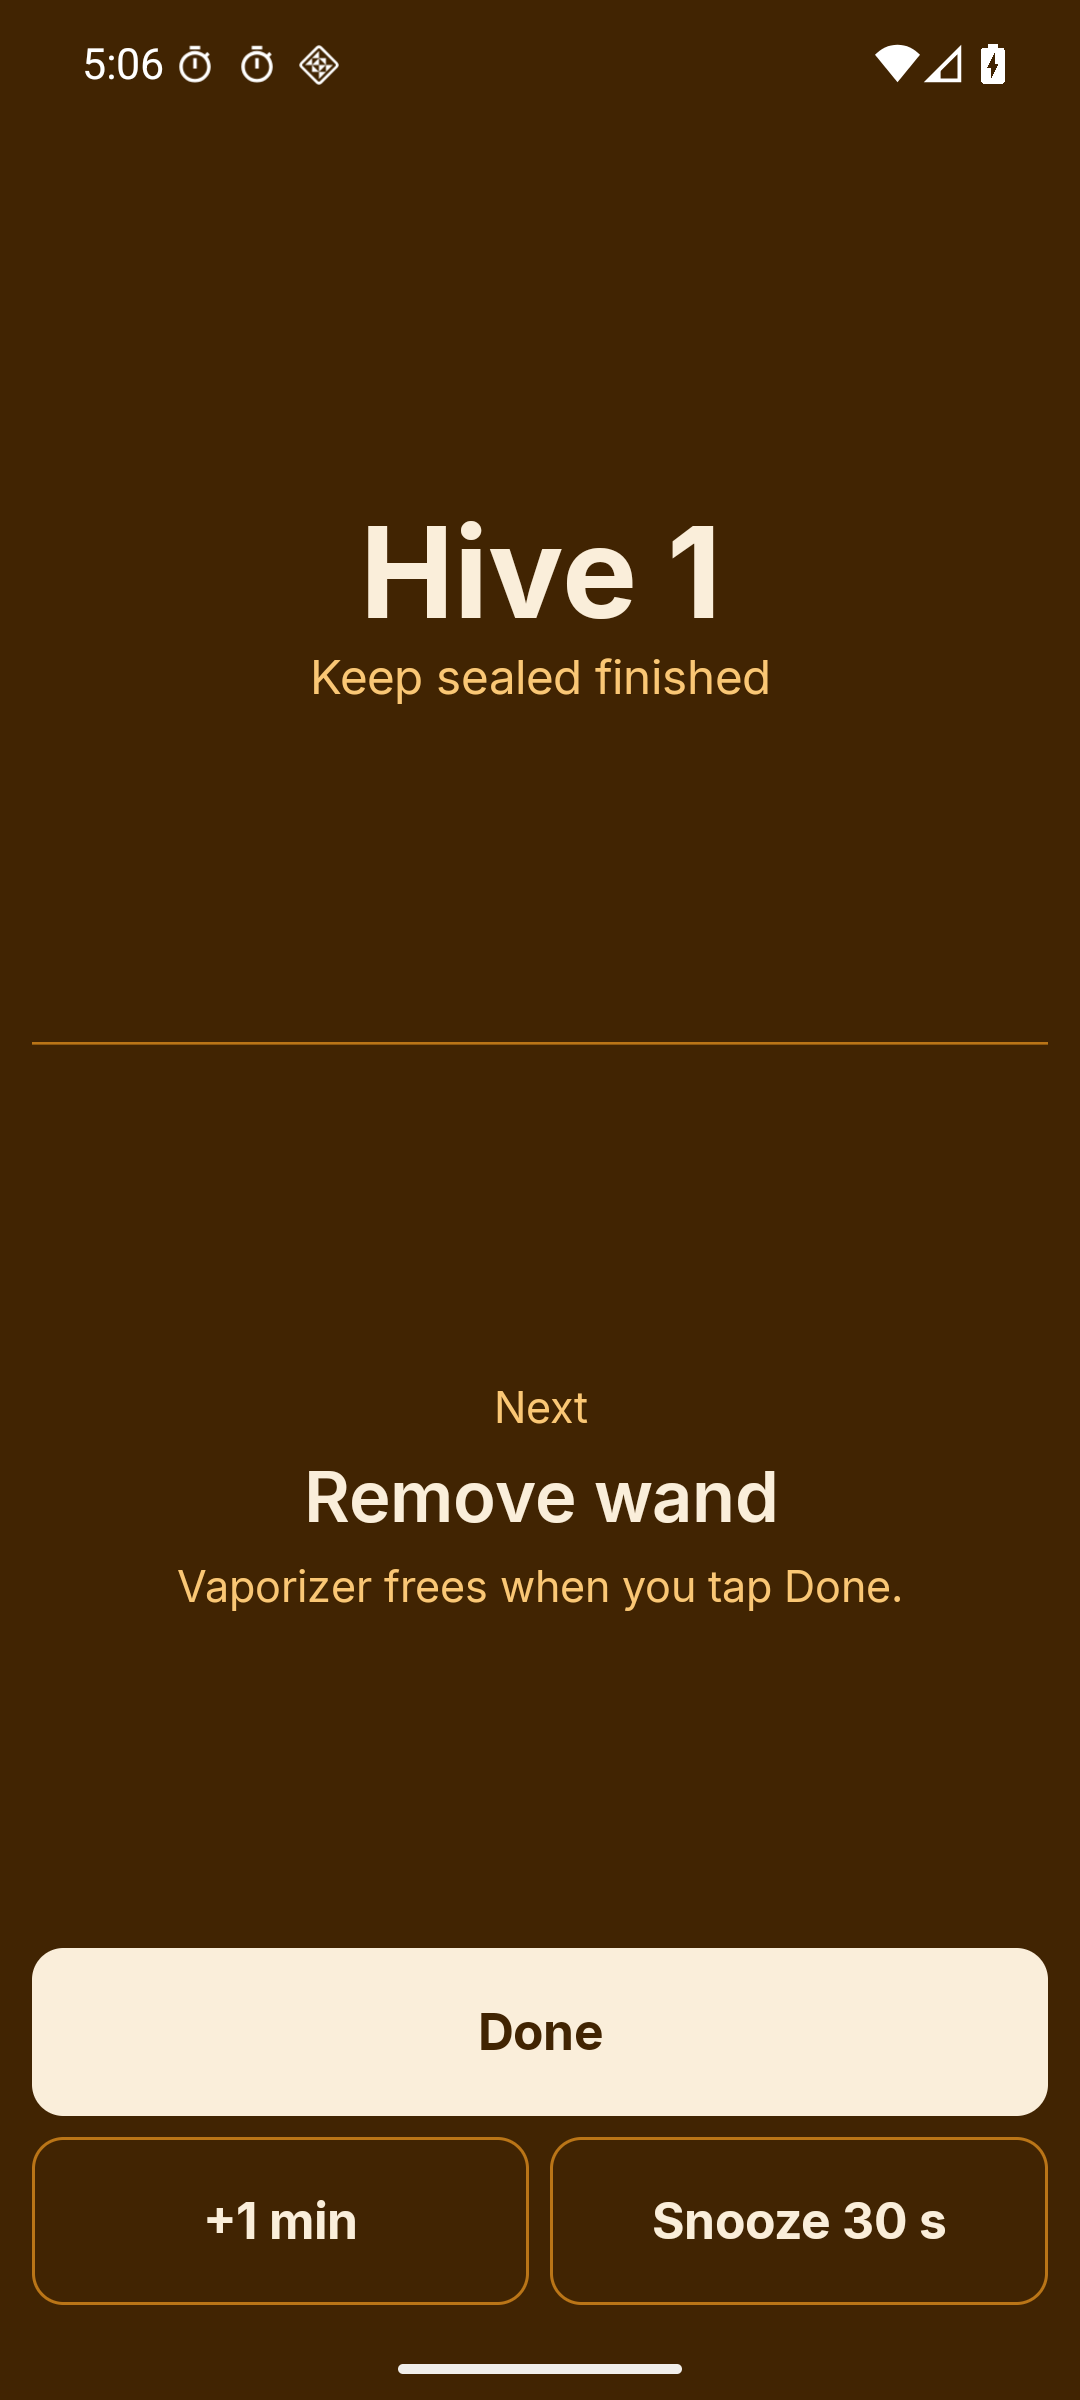 5:06
Hive 1
Keep sealed finished
Next
Remove wand
Vaporizer frees when you tap Done.
Done
+1 min
Snooze 30 s